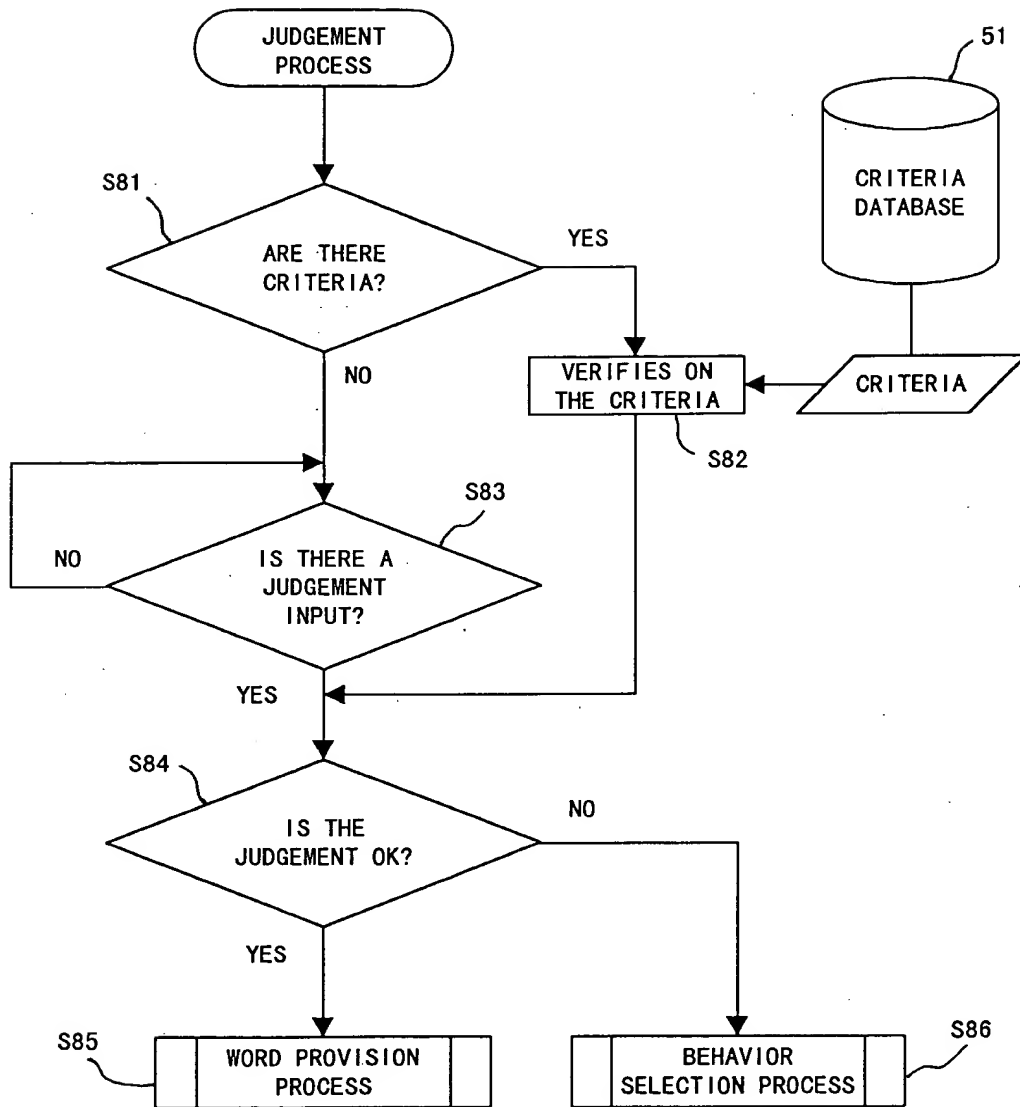 JUDGEMENT
PROCESS
51
CRITERIA
DATABASE
S81
ARE THERE
CRITERIA?
YES
NO
VERIFIES ON
THE CRITERIA
CRITERIA
S82
S83
IS THERE A
JUDGEMENT
INPUT?
NO
YES
S84
IS THE
JUDGEMENT OK?
NO
YES
S85
WORD PROVISION
PROCESS
BEHAVIOR
SELECTION PROCESS
S86